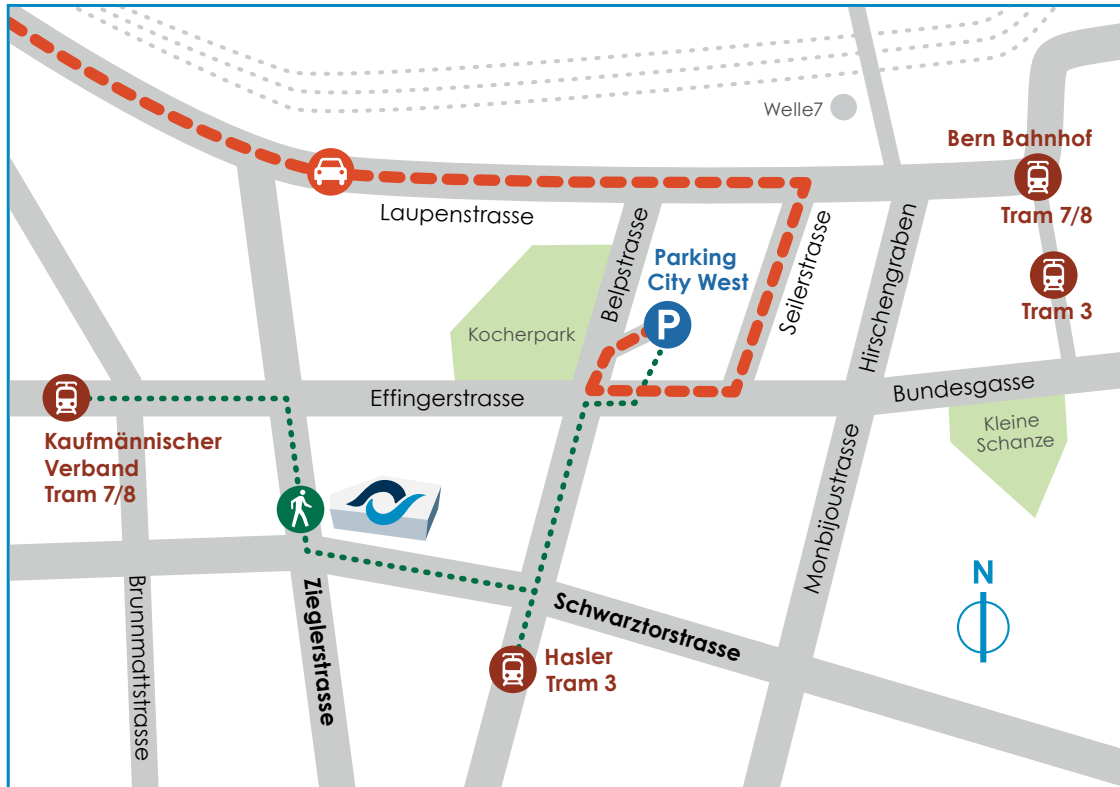 Welle7
Bern Bahnhof
Tram 7/8
Tram 3
Laupenstrasse
Belpstrasse
Parking
City West
P
Seilerstrasse
Hirschengraben
Kocherpark
Effingerstrasse
Bundesgasse
Kleine
Schanze
Kaufmännischer
Verband
Tram 7/8
Monbijoustrasse
Brunnmattstrasse
Zieglerstrasse
Schwarztorstrasse
Hasler
Tram 3
N